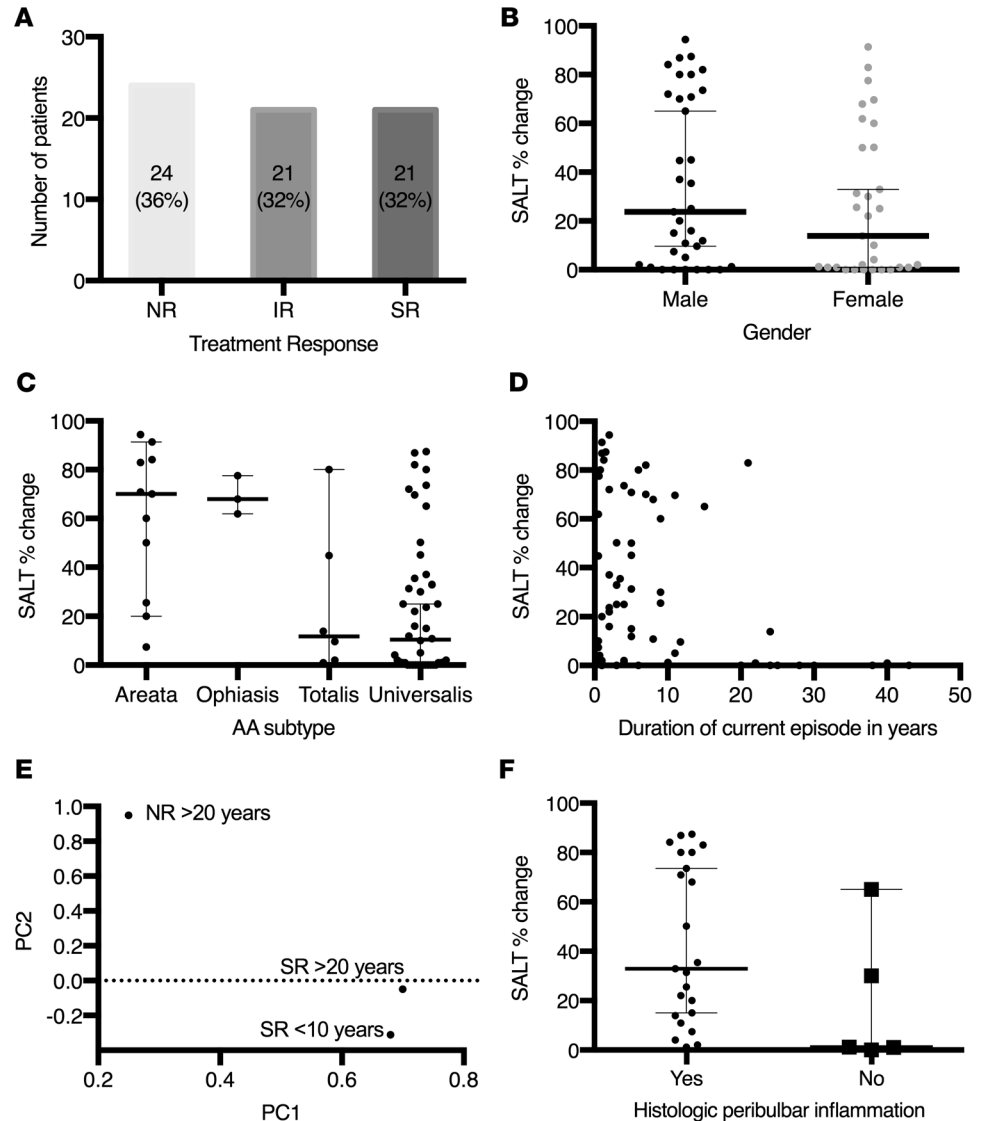 A
Number of patients
30
20
10
0
24
(36%)
21
(32%)
21
(32%)
NR IR SR
Treatment Response
B
SALT % change
100
80
60
40
20
0
Male Female
Gender
C
SALT % change
100
80
60
40
20
0
Areata Ophiasis Totalis Universalis
AA subtype
D
SALT % change
100
80
60
40
20
0
0 10 20 30 40 50
Duration of current episode in years
E
PC2
1.0
0.8
0.6
0.4
0.2
0.0
-0.2
NR >20 years
SR >20 years
SR <10 years
0.2 0.4 0.6 0.8
PC1
F
SALT % change
100
80
60
40
20
0
Yes No
Histologic peribulbar inflammation